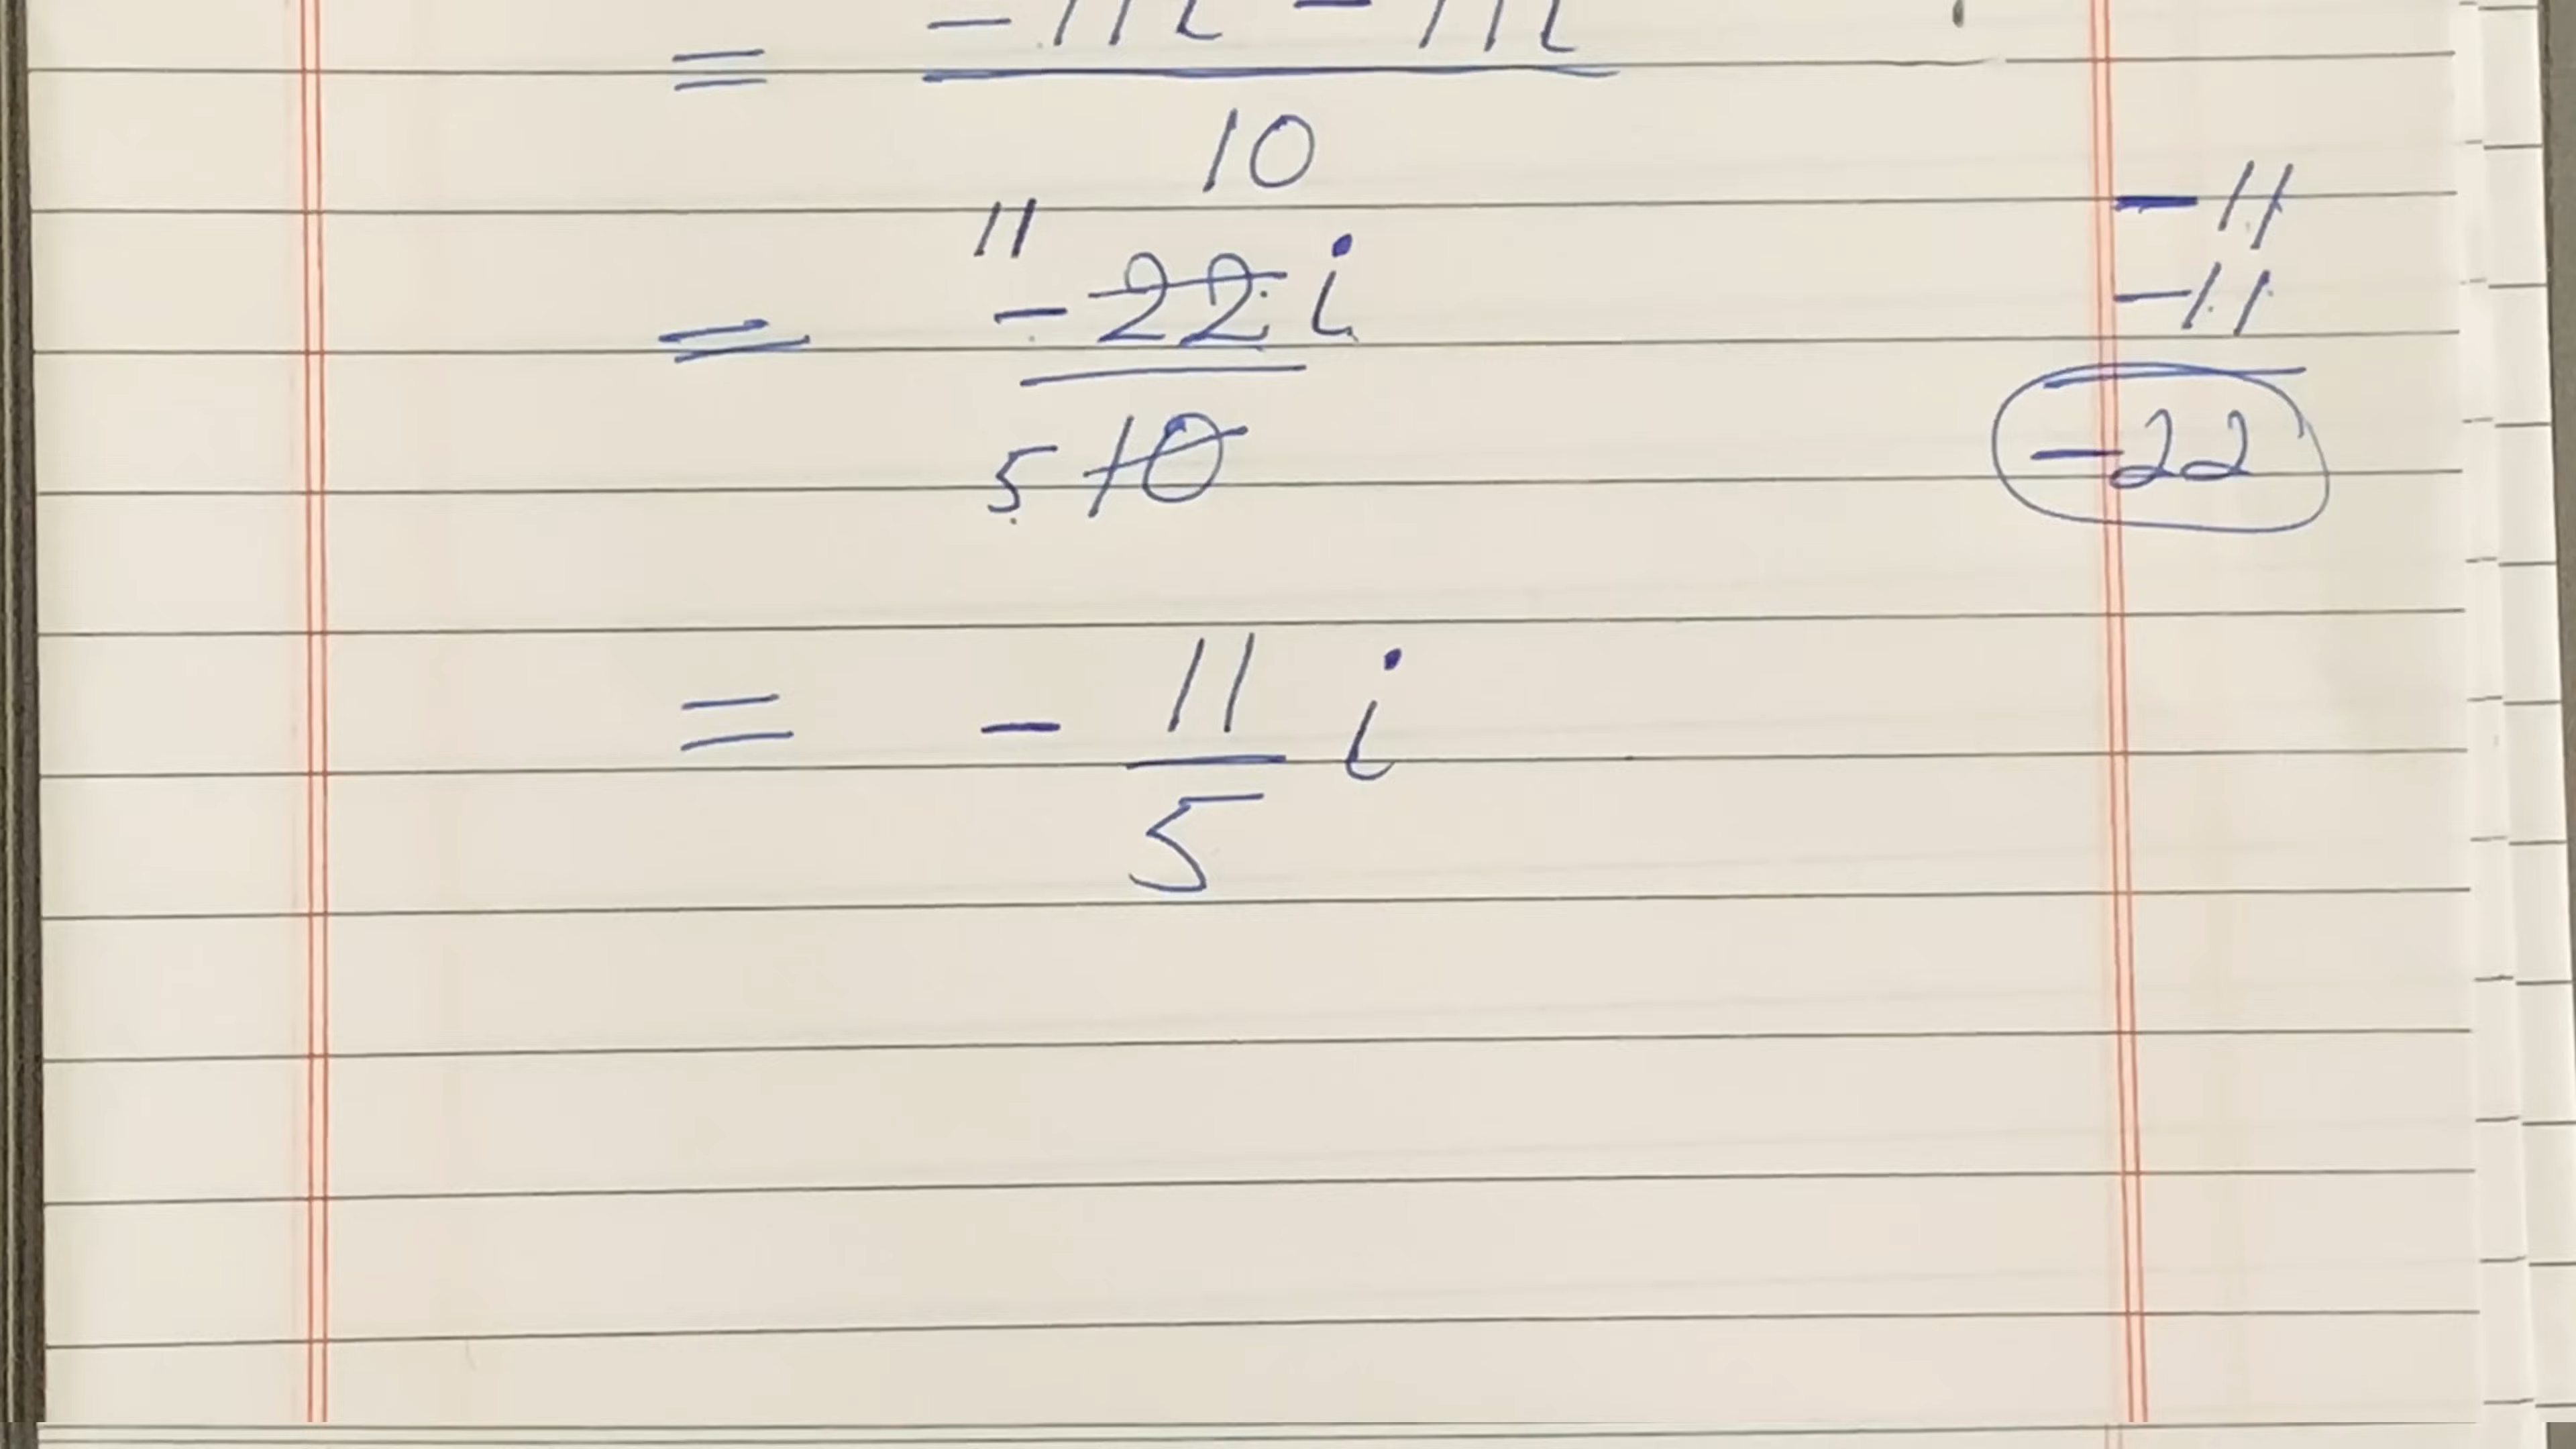 = -11i - 11i
10
11
= -22i
5 10
-11
-11
-22
= - 11 i
5